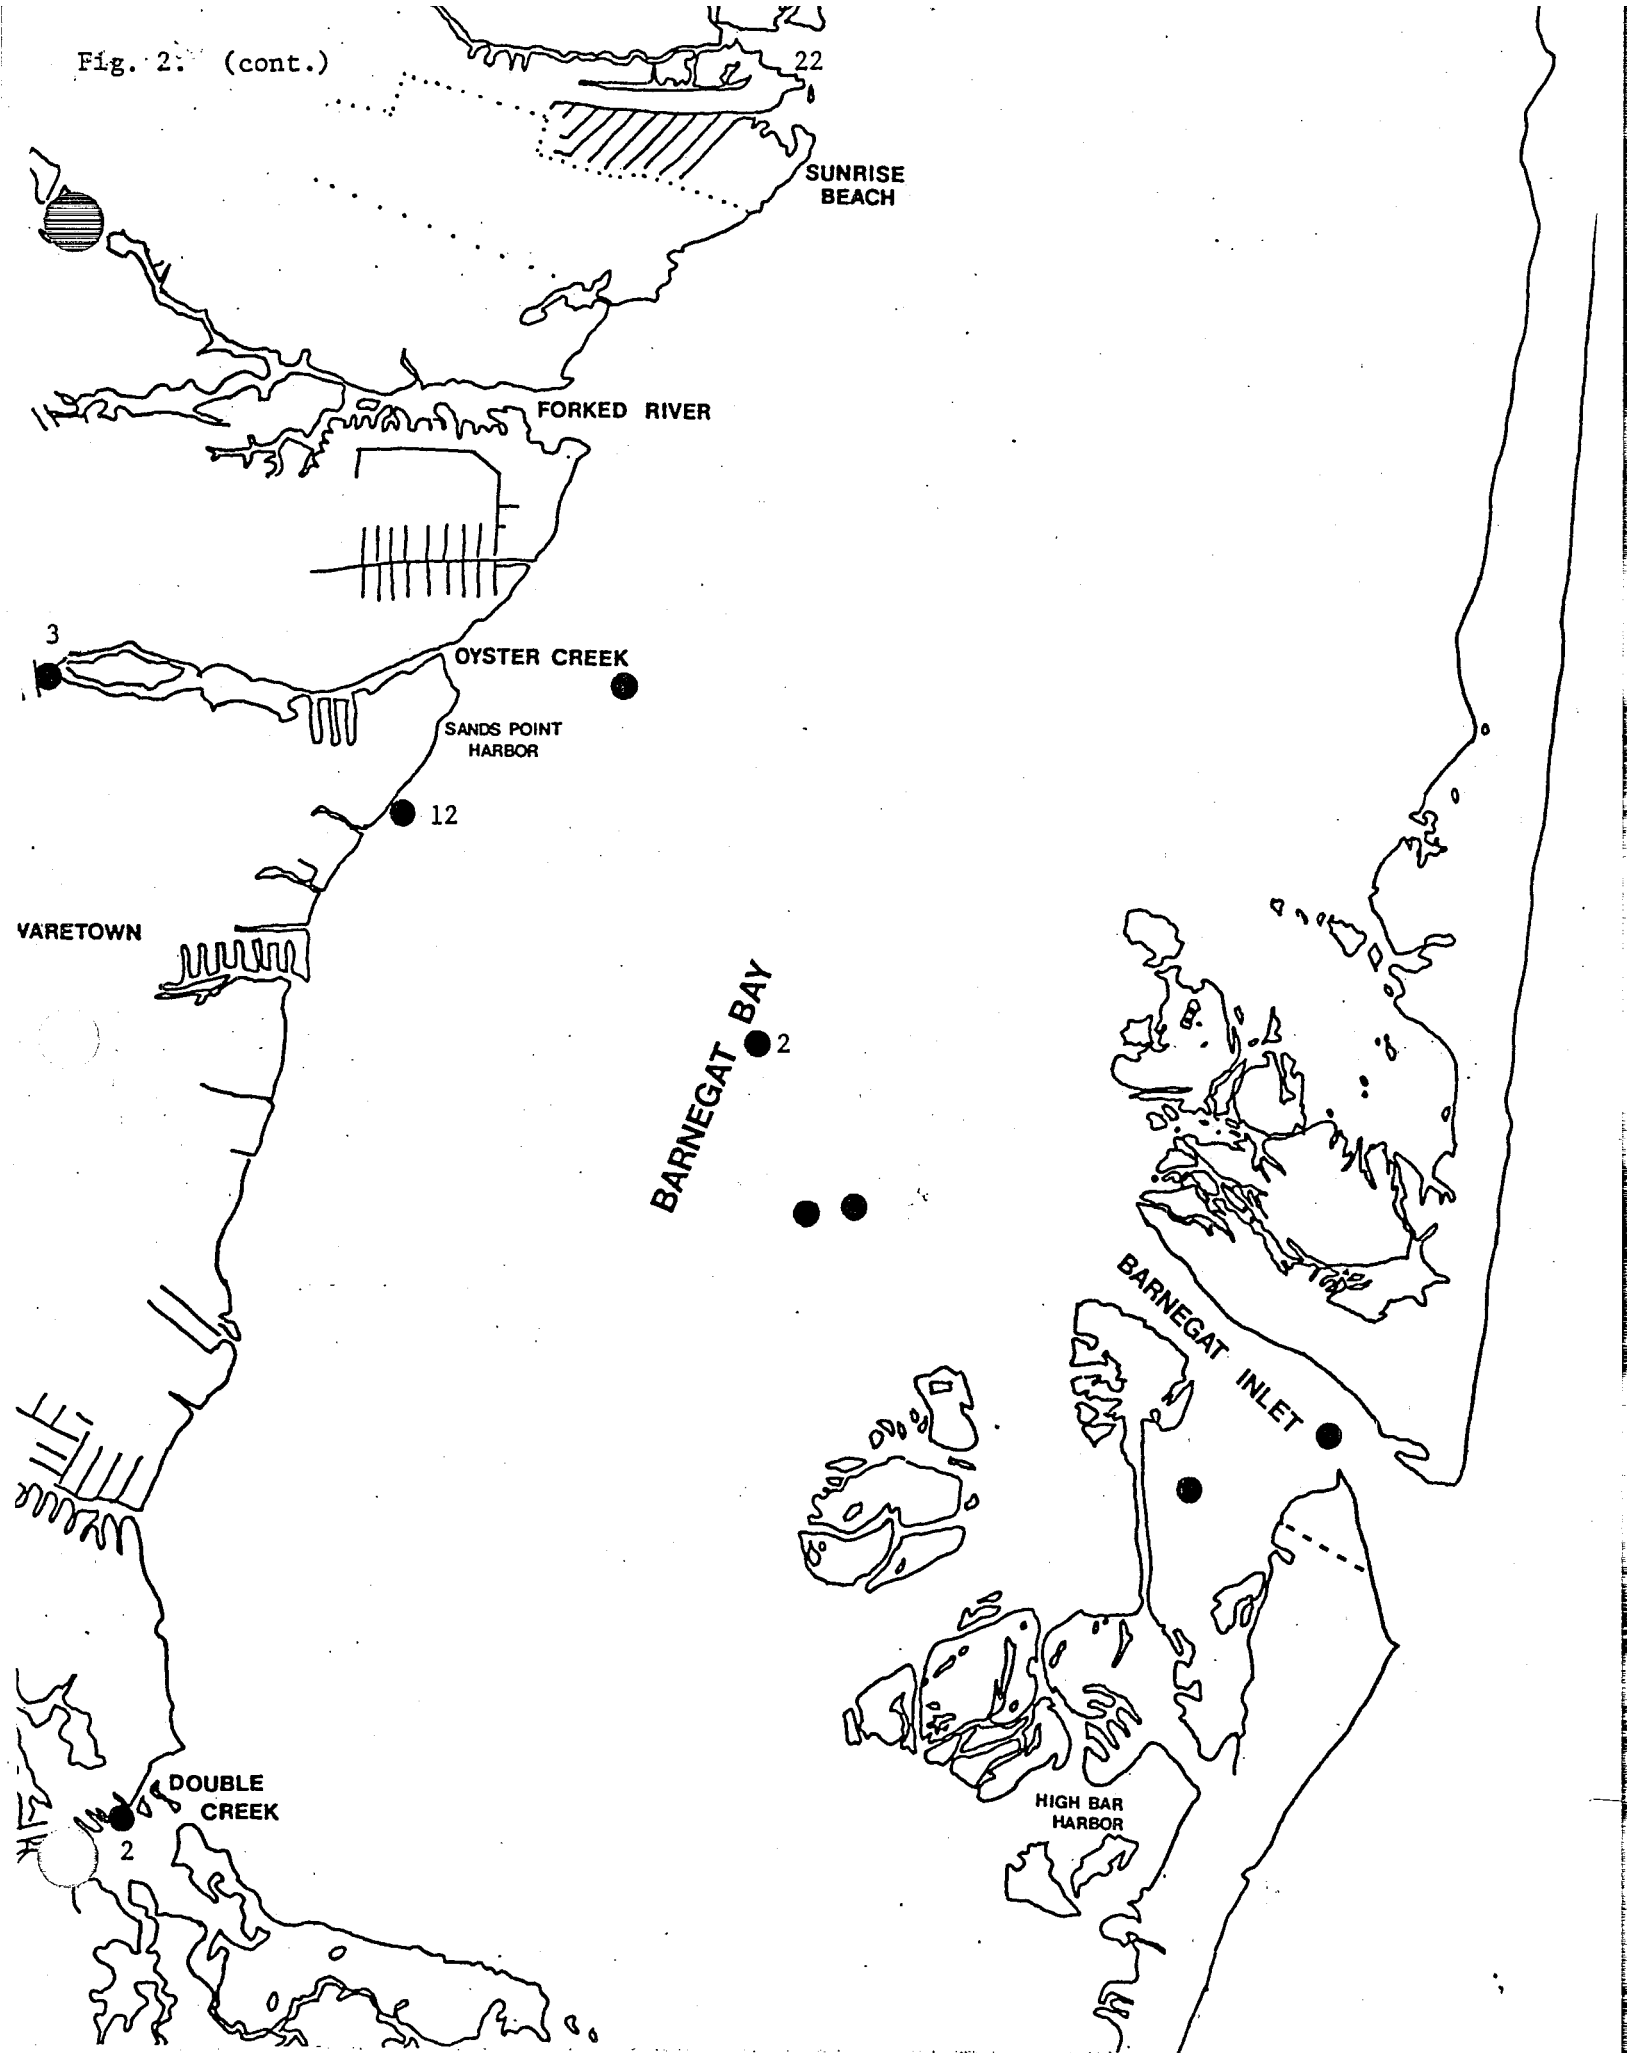 Fig. 2. (cont.)
22
SUNRISE
BEACH
FORKED RIVER
3
OYSTER CREEK
SANDS POINT
HARBOR
12
WARETOWN
BARNEGAT BAY
2
BARNEGAT INLET
DOUBLE
CREEK
2
HIGH BAR
HARBOR